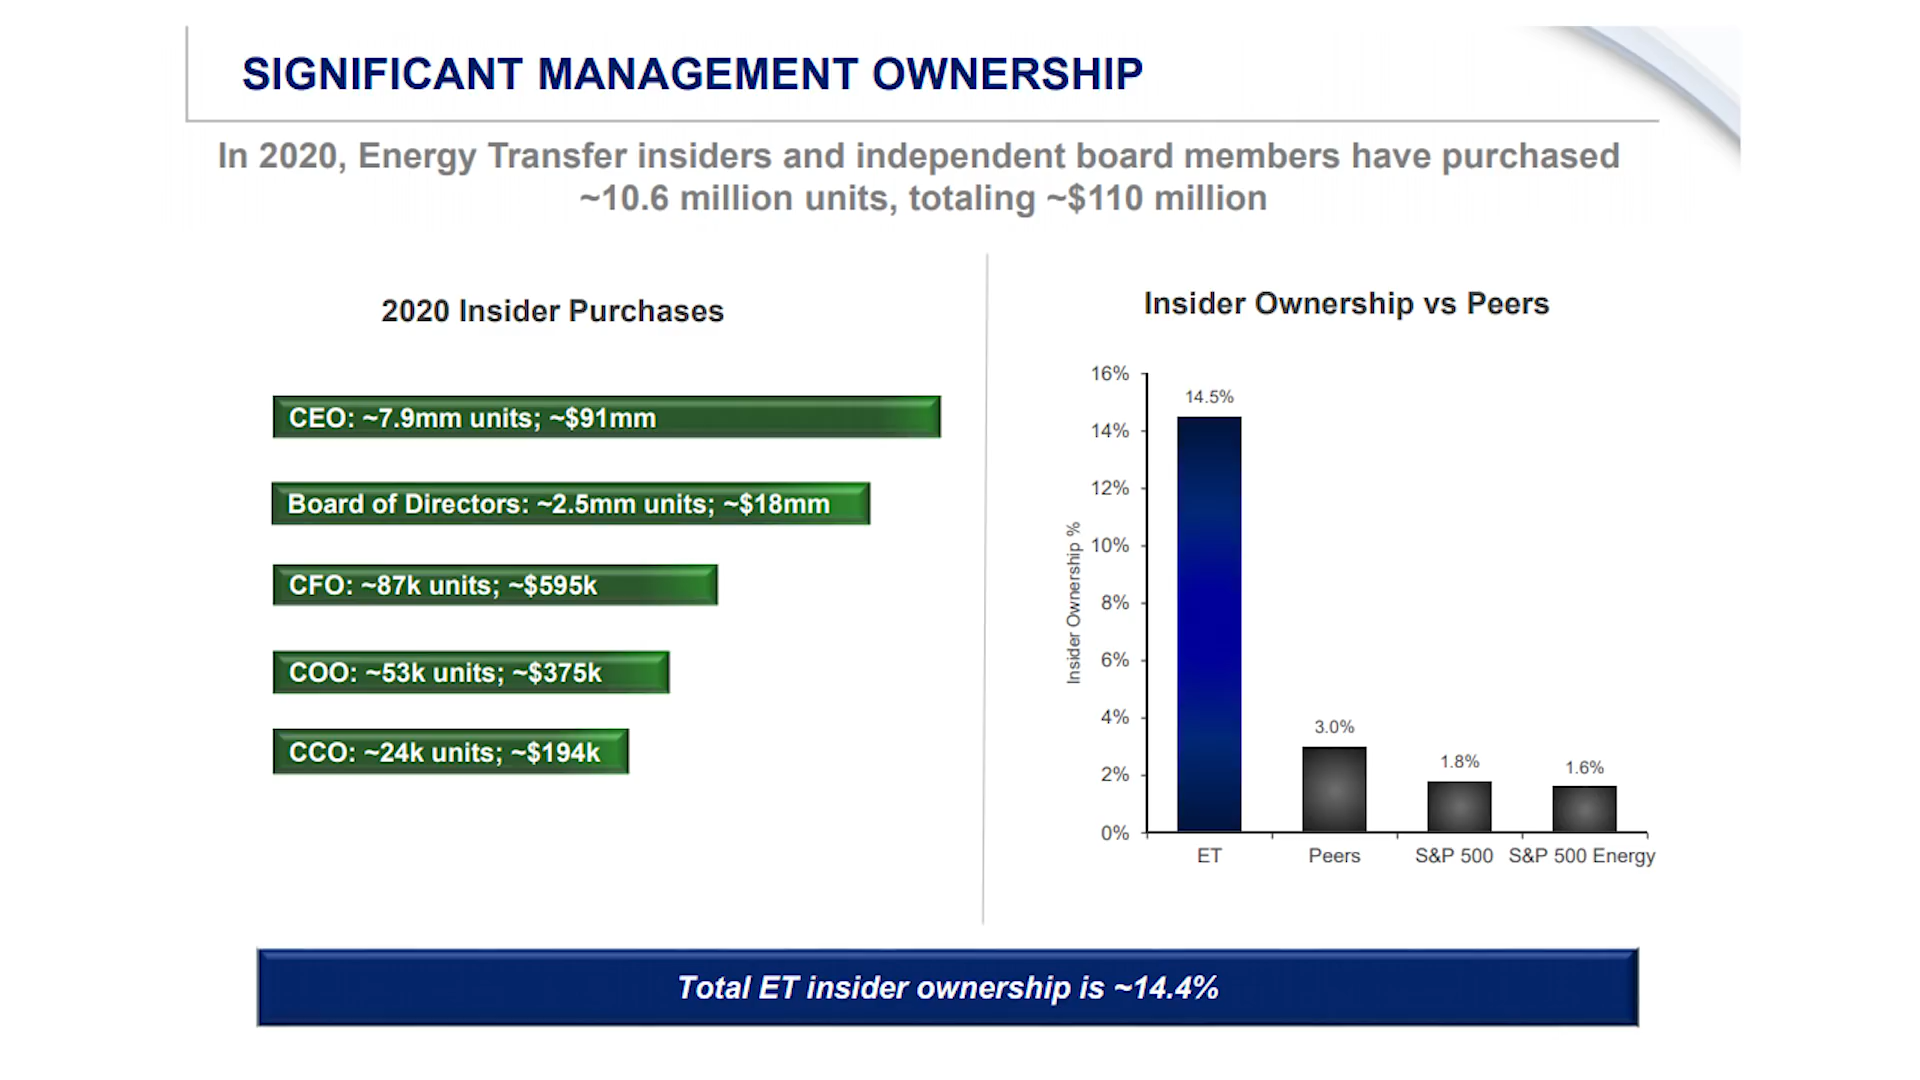 SIGNIFICANT MANAGEMENT OWNERSHIP
In 2020, Energy Transfer insiders and independent board members have purchased
~10.6 million units, totaling ~$110 million
2020 Insider Purchases
CEO: ~7.9mm units; ~$91mm
Board of Directors: ~2.5mm units; ~$18mm
CFO: ~87k units; ~$595k
COO: ~53k units; ~$375k
CCO: ~24k units; ~$194k
Insider Ownership vs Peers
Insider Ownership %
16%
14%
12%
10%
8%
6%
4%
2%
0%
14.5%
3.0%
1.8%
1.6%
ET
Peers
S&P 500
S&P 500 Energy
Total ET insider ownership is ~14.4%